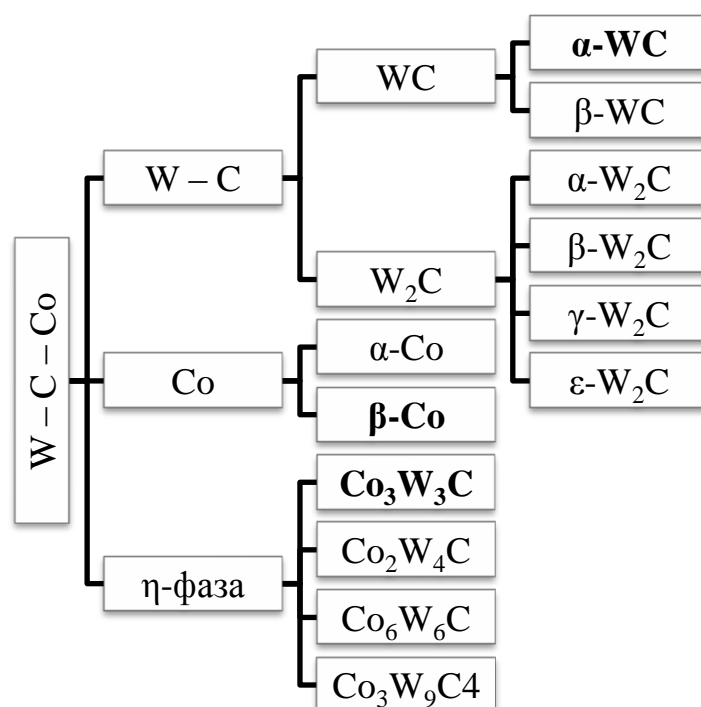 W – C – Co
W – C
WC
α-WC
β-WC
W₂C
α-W₂C
β-W₂C
γ-W₂C
ε-W₂C
Co
α-Co
β-Co
η-фаза
Co₃W₃C
Co₂W₄C
Co₆W₆C
Co₃W₉C4